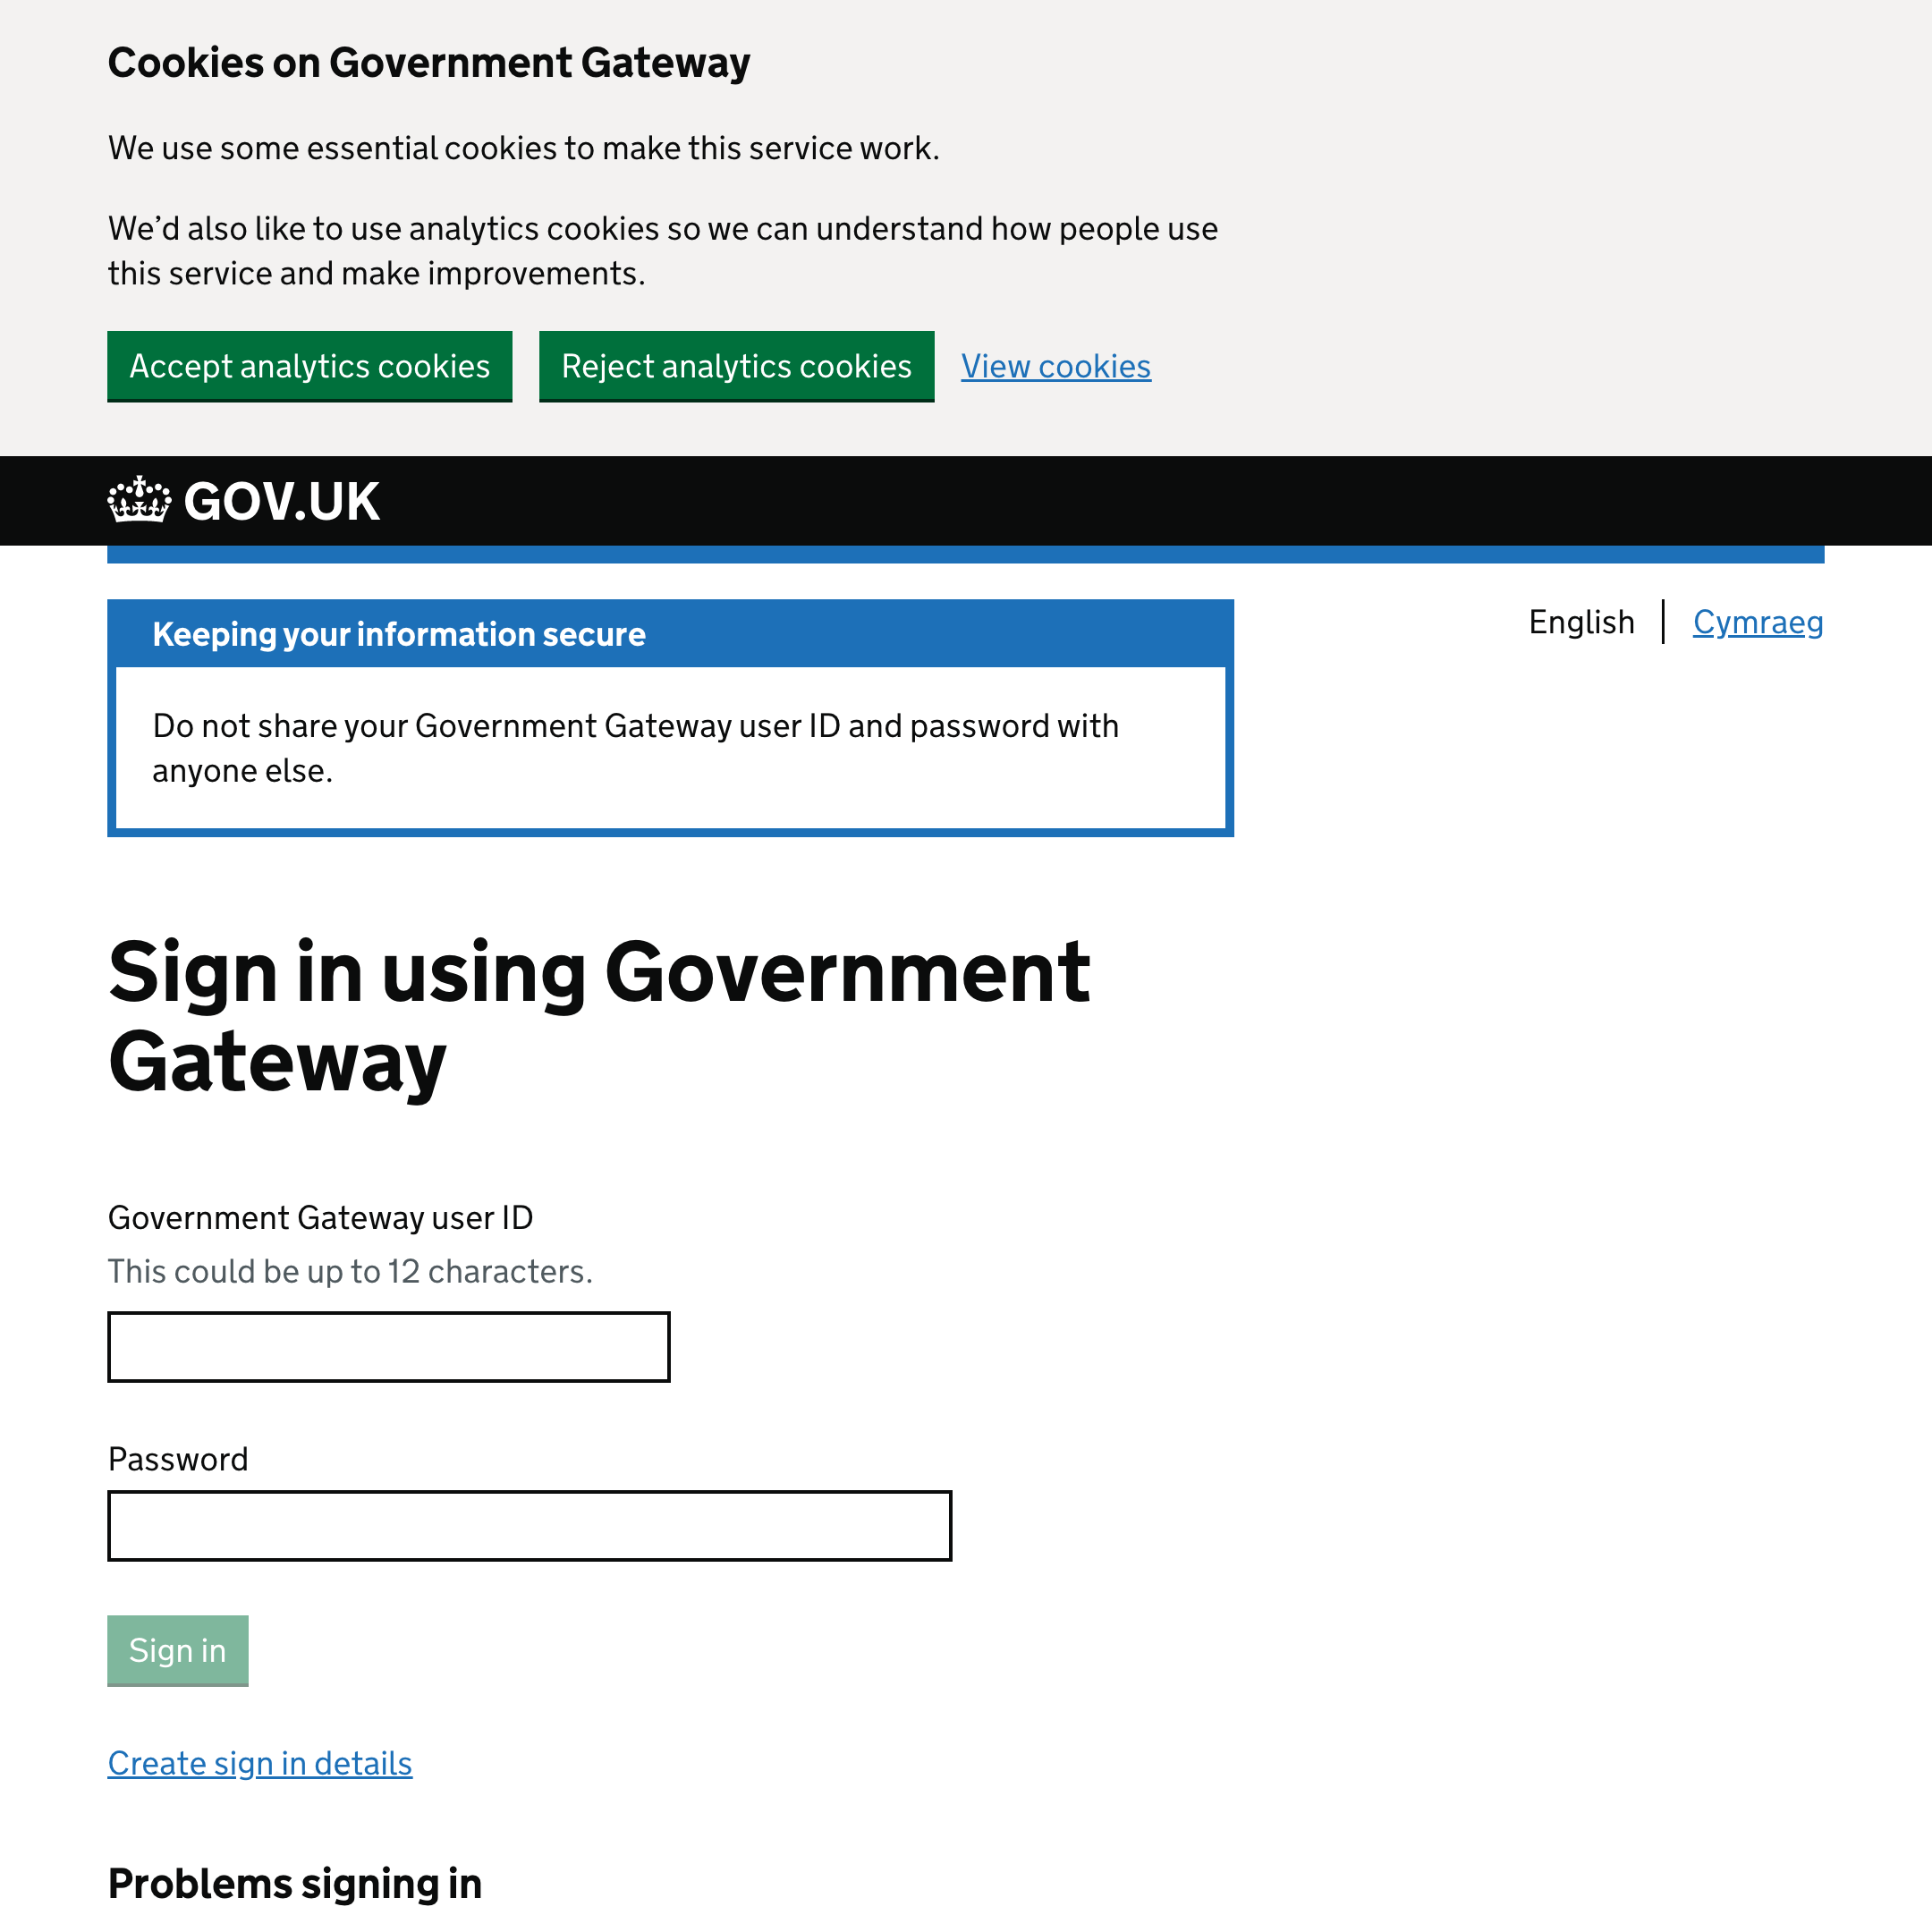 Cookies on Government Gateway
We use some essential cookies to make this service work.
We’d also like to use analytics cookies so we can understand how people use
this service and make improvements.
Accept analytics cookies
Reject analytics cookies
View cookies
GOV.UK
Keeping your information secure
English
Cymraeg
Do not share your Government Gateway user ID and password with
anyone else.
Sign in using Government
Gateway
Government Gateway user ID
This could be up to 12 characters.
Password
Sign in
Create sign in details
Problems signing in